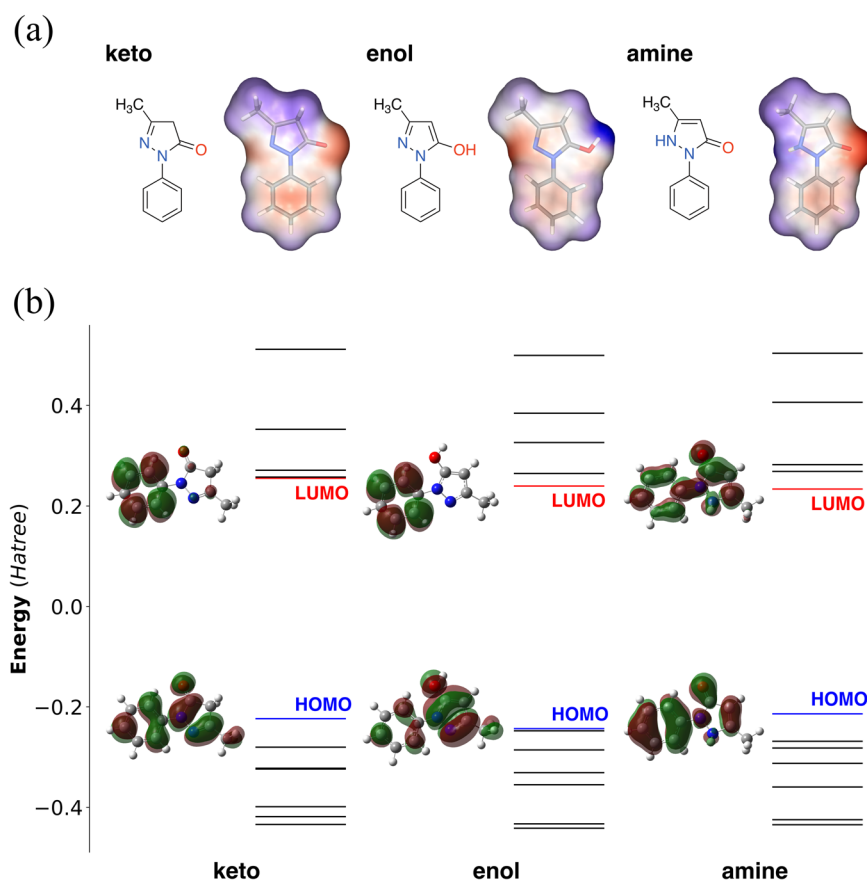 (a)
keto enol amine
H₃C N N O
H₃C N N OH
H₃C NH N O
(b)
Energy (Hatree)
0.4
0.2
0.0
−0.2
−0.4
LUMO LUMO LUMO
HOMO HOMO HOMO
keto enol amine